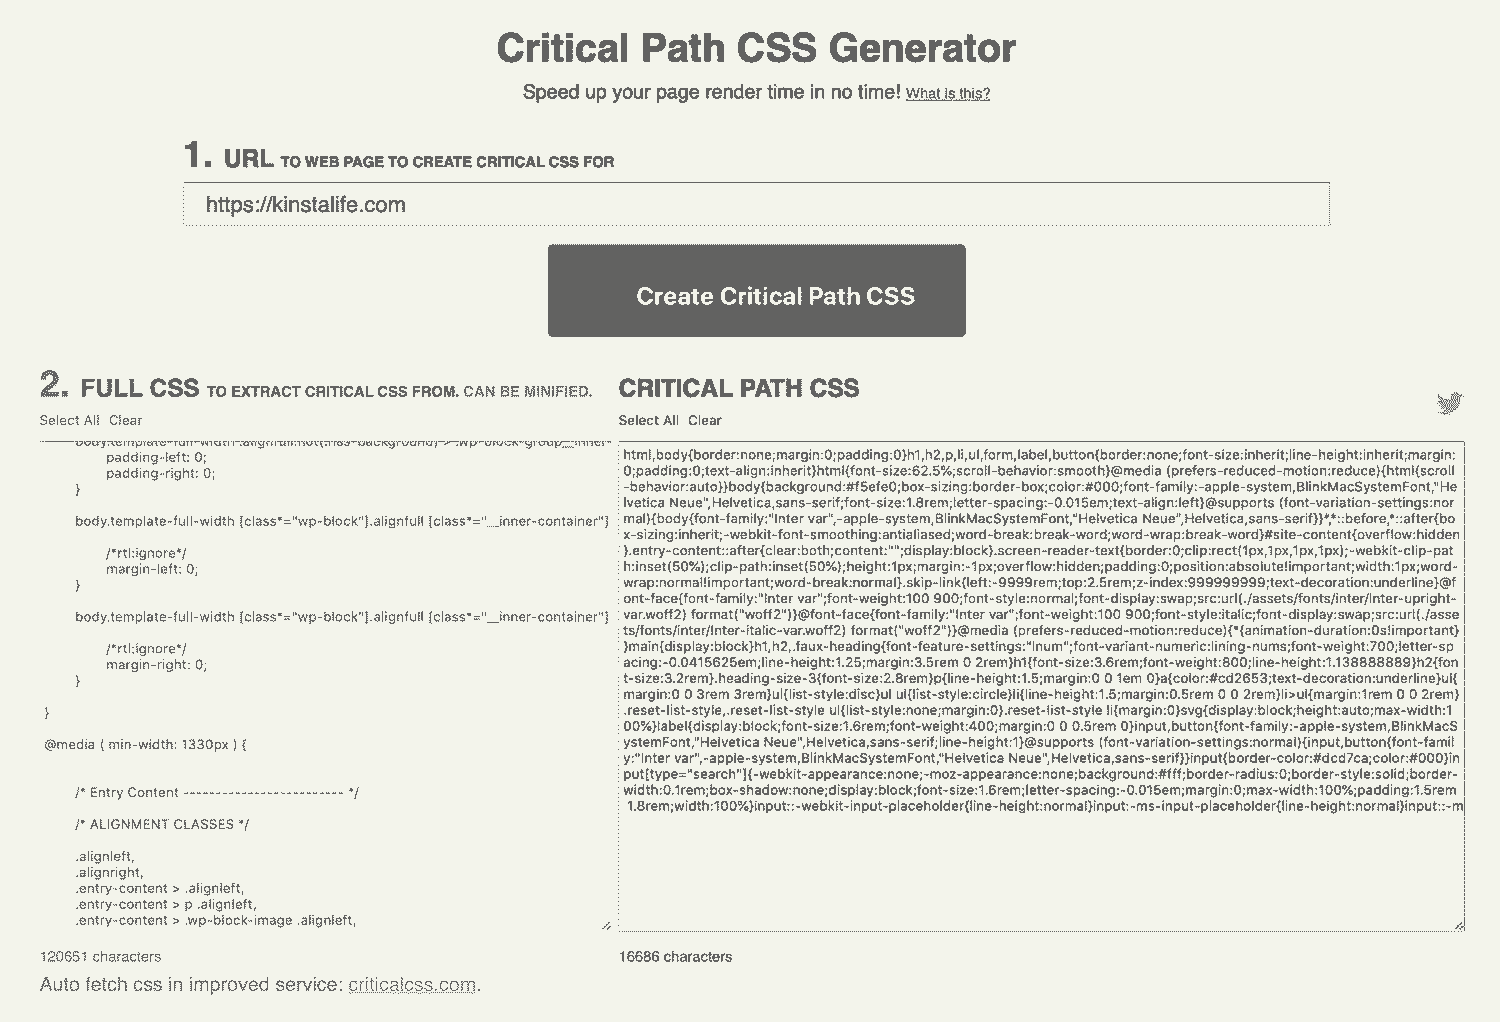 Critical Path CSS Generator
Speed up your page render time in no time! What is this?
1. URL TO WEB PAGE TO CREATE CRITICAL CSS FOR
https://kinstalife.com
Create Critical Path CSS
2. FULL CSS TO EXTRACT CRITICAL CSS FROM. CAN BE MINIFIED.
Select All Clear
padding-left: 0;
padding-right: 0;
}
body.template-full-width [class*="wp-block"].alignfull [class*="__inner-container"]
/*rtl:ignore*/
margin-left: 0;
}
body.template-full-width [class*="wp-block"].alignfull [class*="__inner-container"]
/*rtl:ignore*/
margin-right: 0;
}
}
@media ( min-width: 1330px ) {
/* Entry Content ------------------------- */
/* ALIGNMENT CLASSES */
.alignleft,
.alignright,
.entry-content > .alignleft,
.entry-content > p .alignleft,
.entry-content > .wp-block-image .alignleft,
120651 characters
Auto fetch css in improved service: criticalcss.com.
CRITICAL PATH CSS
Select All Clear
html,body{border:none;margin:0;padding:0}h1,h2,p,li,ul,form,label,button{border:none;font-size:inherit;line-height:inherit;margin:
0;padding:0;text-align:inherit}html{font-size:62.5%;scroll-behavior:smooth}@media (prefers-reduced-motion:reduce){html{scroll
-behavior:auto}}body{background:#f5efe0;box-sizing:border-box;color:#000;font-family:-apple-system,BlinkMacSystemFont,"He
lvetica Neue",Helvetica,sans-serif;font-size:1.8rem;letter-spacing:-0.015em;text-align:left}@supports (font-variation-settings:nor
mal){body{font-family:"Inter var",-apple-system,BlinkMacSystemFont,"Helvetica Neue",Helvetica,sans-serif}}*,*::before,*::after{bo
x-sizing:inherit;-webkit-font-smoothing:antialiased;word-break:break-word;word-wrap:break-word}#site-content{overflow:hidden
}.entry-content::after{clear:both;content:"";display:block}.screen-reader-text{border:0;clip:rect(1px,1px,1px,1px);-webkit-clip-pat
h:inset(50%);clip-path:inset(50%);height:1px;margin:-1px;overflow:hidden;padding:0;position:absolute!important;width:1px;word-
wrap:normal!important;word-break:normal}.skip-link{left:-9999rem;top:2.5rem;z-index:999999999;text-decoration:underline}@f
ont-face{font-family:"Inter var";font-weight:100 900;font-style:normal;font-display:swap;src:url(./assets/fonts/inter/Inter-upright-
var.woff2) format("woff2")}@font-face{font-family:"Inter var";font-weight:100 900;font-style:italic;font-display:swap;src:url(./asse
ts/fonts/inter/Inter-italic-var.woff2) format("woff2")}@media (prefers-reduced-motion:reduce){*{animation-duration:0s!important}
}main{display:block}h1,h2,.faux-heading{font-feature-settings:"lnum";font-variant-numeric:lining-nums;font-weight:700;letter-sp
acing:-0.0415625em;line-height:1.25;margin:3.5rem 0 2rem}h1{font-size:3.6rem;font-weight:800;line-height:1.138888889}h2{fon
t-size:3.2rem}.heading-size-3{font-size:2.8rem}p{line-height:1.5;margin:0 0 1em 0}a{color:#cd2653;text-decoration:underline}ul{
margin:0 0 3rem 3rem}ul{list-style:disc}ul ul{list-style:circle}li{line-height:1.5;margin:0.5rem 0 0 2rem}li>ul{margin:1rem 0 0 2rem}
.reset-list-style,.reset-list-style ul{list-style:none;margin:0}.reset-list-style li{margin:0}svg{display:block;height:auto;max-width:1
00%}label{display:block;font-size:1.6rem;font-weight:400;margin:0 0 0.5rem 0}input,button{font-family:-apple-system,BlinkMacS
ystemFont,"Helvetica Neue",Helvetica,sans-serif;line-height:1}@supports (font-variation-settings:normal){input,button{font-famil
y:"Inter var",-apple-system,BlinkMacSystemFont,"Helvetica Neue",Helvetica,sans-serif}}input{border-color:#dcd7ca;color:#000}in
put[type="search"]{-webkit-appearance:none;-moz-appearance:none;background:#fff;border-radius:0;border-style:solid;border-
width:0.1rem;box-shadow:none;display:block;font-size:1.6rem;letter-spacing:-0.015em;margin:0;max-width:100%;padding:1.5rem
1.8rem;width:100%}input::-webkit-input-placeholder{line-height:normal}input:-ms-input-placeholder{line-height:normal}input::-m
16686 characters